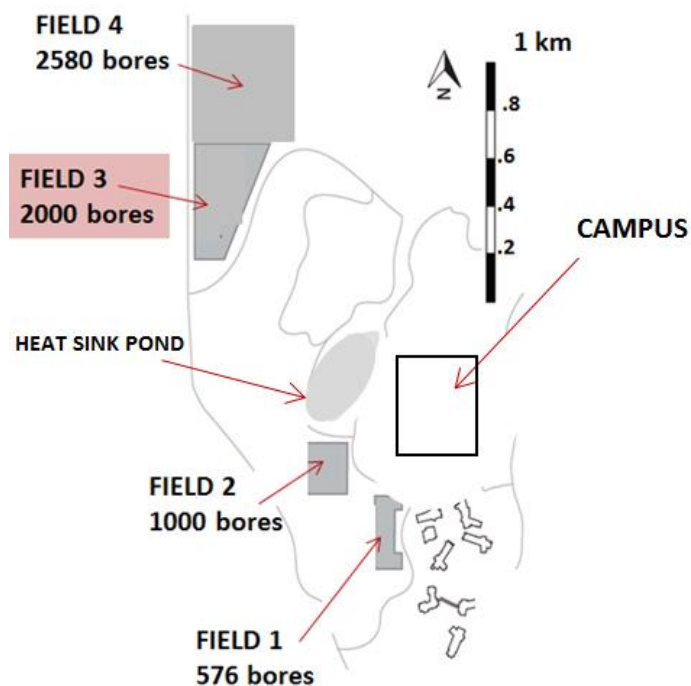 FIELD 4
2580 bores
1 km
N
.8
.6
.4
.2
FIELD 3
2000 bores
CAMPUS
HEAT SINK POND
FIELD 2
1000 bores
FIELD 1
576 bores